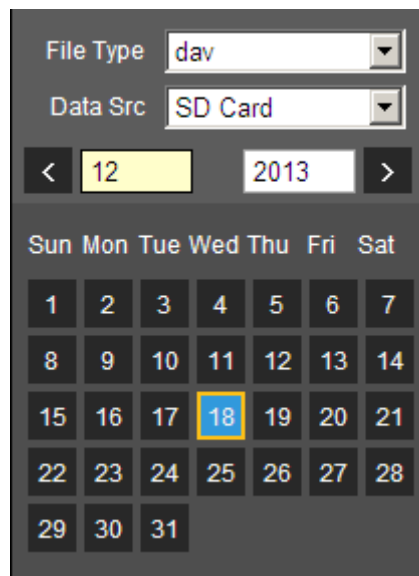 File Type dav
Data Src SD Card
< 12 2013 >
Sun Mon Tue Wed Thu Fri Sat
1 2 3 4 5 6 7
8 9 10 11 12 13 14
15 16 17 18 19 20 21
22 23 24 25 26 27 28
29 30 31